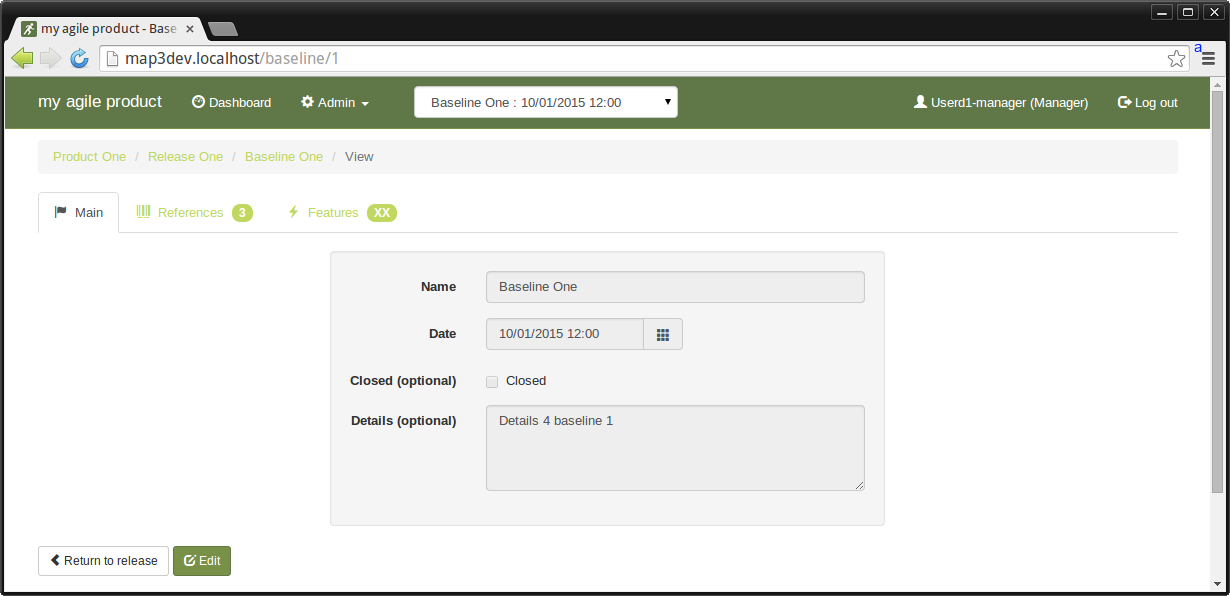 my agile product - Base
a
map3dev.localhost/baseline/1
my agile product Dashboard Admin Baseline One : 10/01/2015 12:00 Userd1-manager (Manager) Log out
Product One / Release One / Baseline One / View
Main References 3 Features XX
Name Baseline One
Date 10/01/2015 12:00
Closed (optional) Closed
Details (optional) Details 4 baseline 1
Return to release Edit